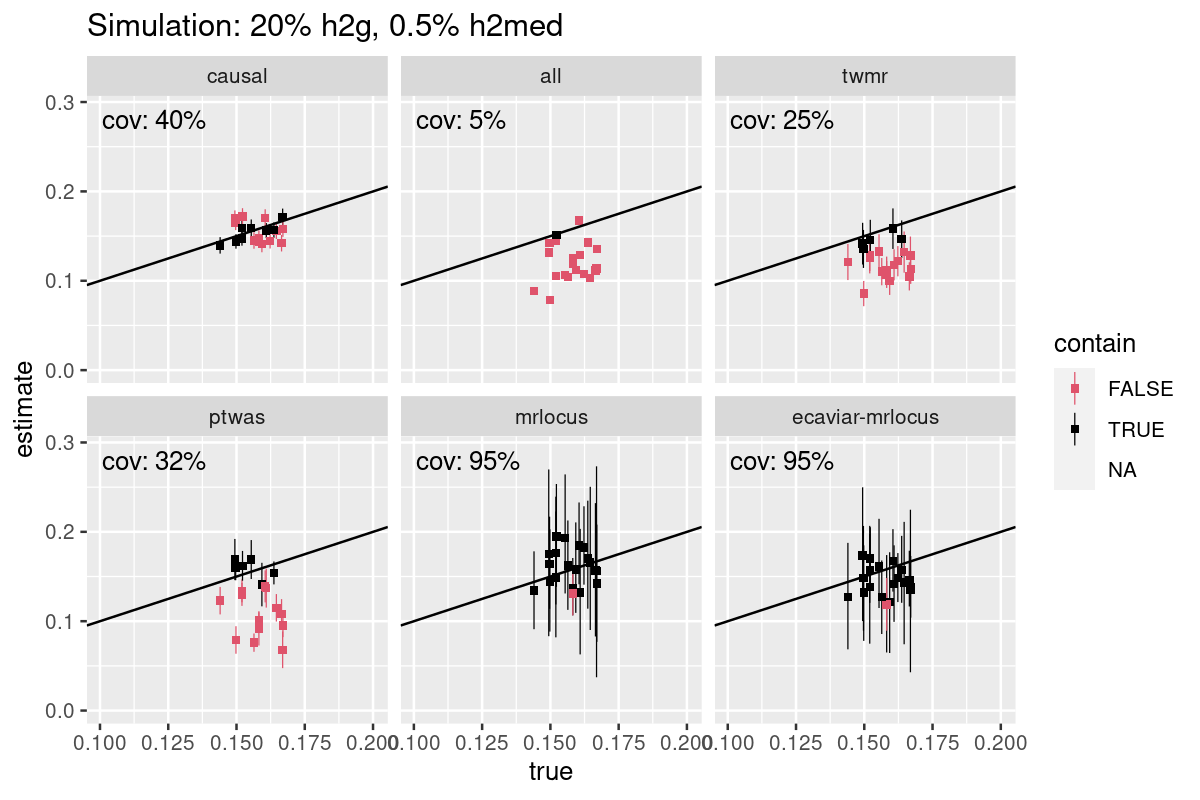 Simulation: 20% h2g, 0.5% h2med
causal all twmr
0.3 cov: 40% cov: 5% cov: 25%
0.2
0.1
0.0
ptwas mrlocus ecaviar-mrlocus
0.3 cov: 32% cov: 95% cov: 95%
0.2
0.1
0.0
0.100 0.125 0.150 0.175 0.200 0.100 0.125 0.150 0.175 0.200 0.100 0.125 0.150 0.175 0.200
true
estimate
contain
FALSE
TRUE
NA